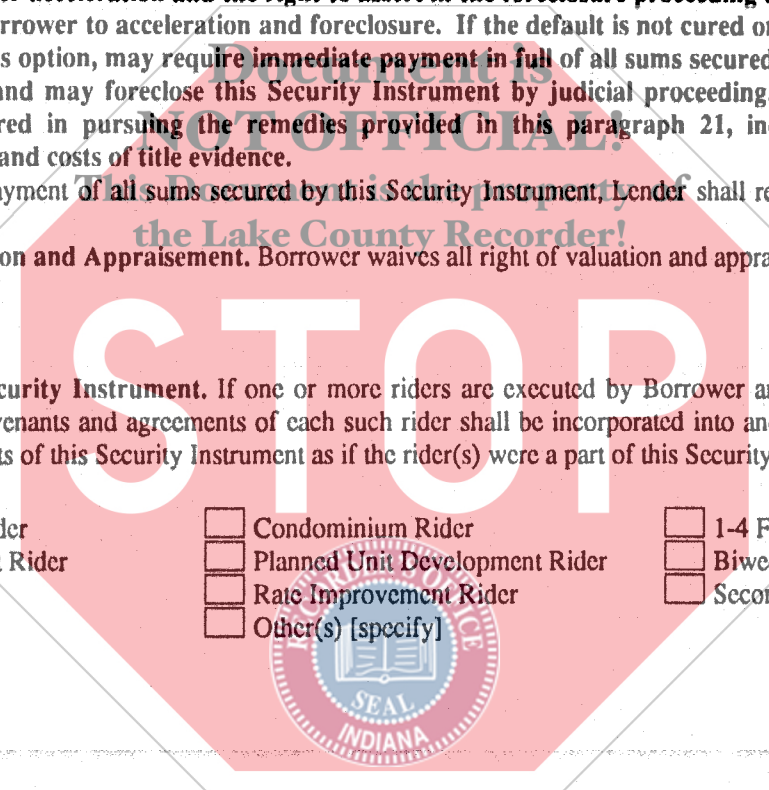 rrower to acceleration and foreclosure. If the default is not cured or
s option, may require immediate payment in full of all sums secured
Document is
and may foreclose this Security Instrument by judicial proceeding.
red in pursuing the remedies provided in this paragraph 21, in
NOT OFFICIAL!
and costs of title evidence.
ayment of all sums secured by this Security Instrument, Lender shall re
This Document is the property of
the Lake County Recorder!
on and Appraisement. Borrower waives all right of valuation and appra
STOP
curity Instrument. If one or more riders are executed by Borrower a
venants and agreements of each such rider shall be incorporated into an
ts of this Security Instrument as if the rider(s) were a part of this Security
der
Condominium Rider
1-4 F
Rider
Planned Unit Development Rider
Biwe
Rate Improvement Rider
Secon
Other(s) [specify]
RECORDER'S OFFICE
SEAL
INDIANA